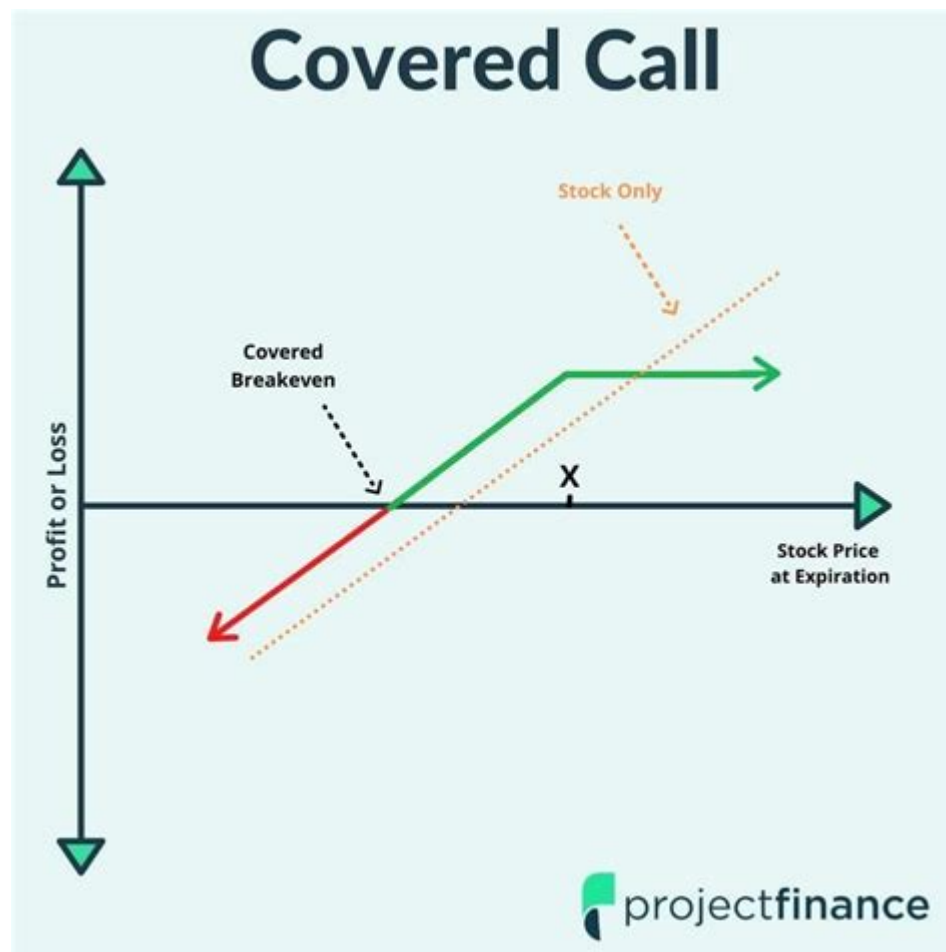 Covered Call
Stock Only
Covered
Breakeven
X
Profit or Loss
Stock Price
at Expiration
projectfinance